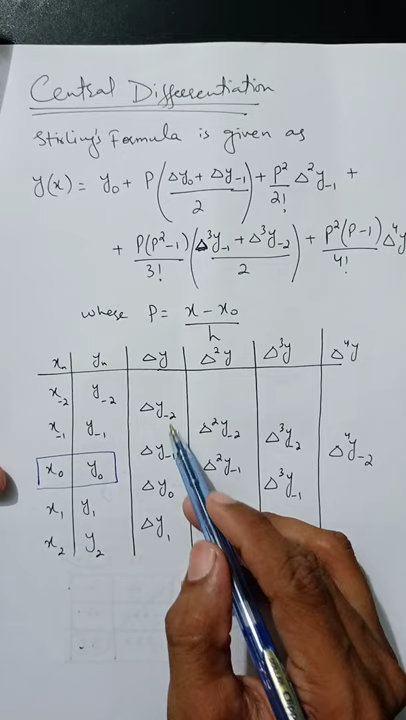 Central Differentiation
Stirling's Formula is given as
y(x) = y₀ + P (Δy₀ + Δy₋₁ / 2) + P²/2! Δ²y₋₁ +
+ P(P²-1)/3! (Δ³y₋₁ + Δ³y₋₂ / 2) + P²(P-1)/4! Δ⁴y
where P = x - x₀ / h
xₙ yₙ Δy Δ²y Δ³y Δ⁴y
x₋₂ y₋₂
Δy₋₂
x₋₁ y₋₁ Δ²y₋₂
Δy₋₁ Δ³y₋₂
x₀ y₀ Δ²y₋₁ Δ⁴y₋₂
Δy₀ Δ³y₋₁
x₁ y₁
Δy₁
x₂ y₂